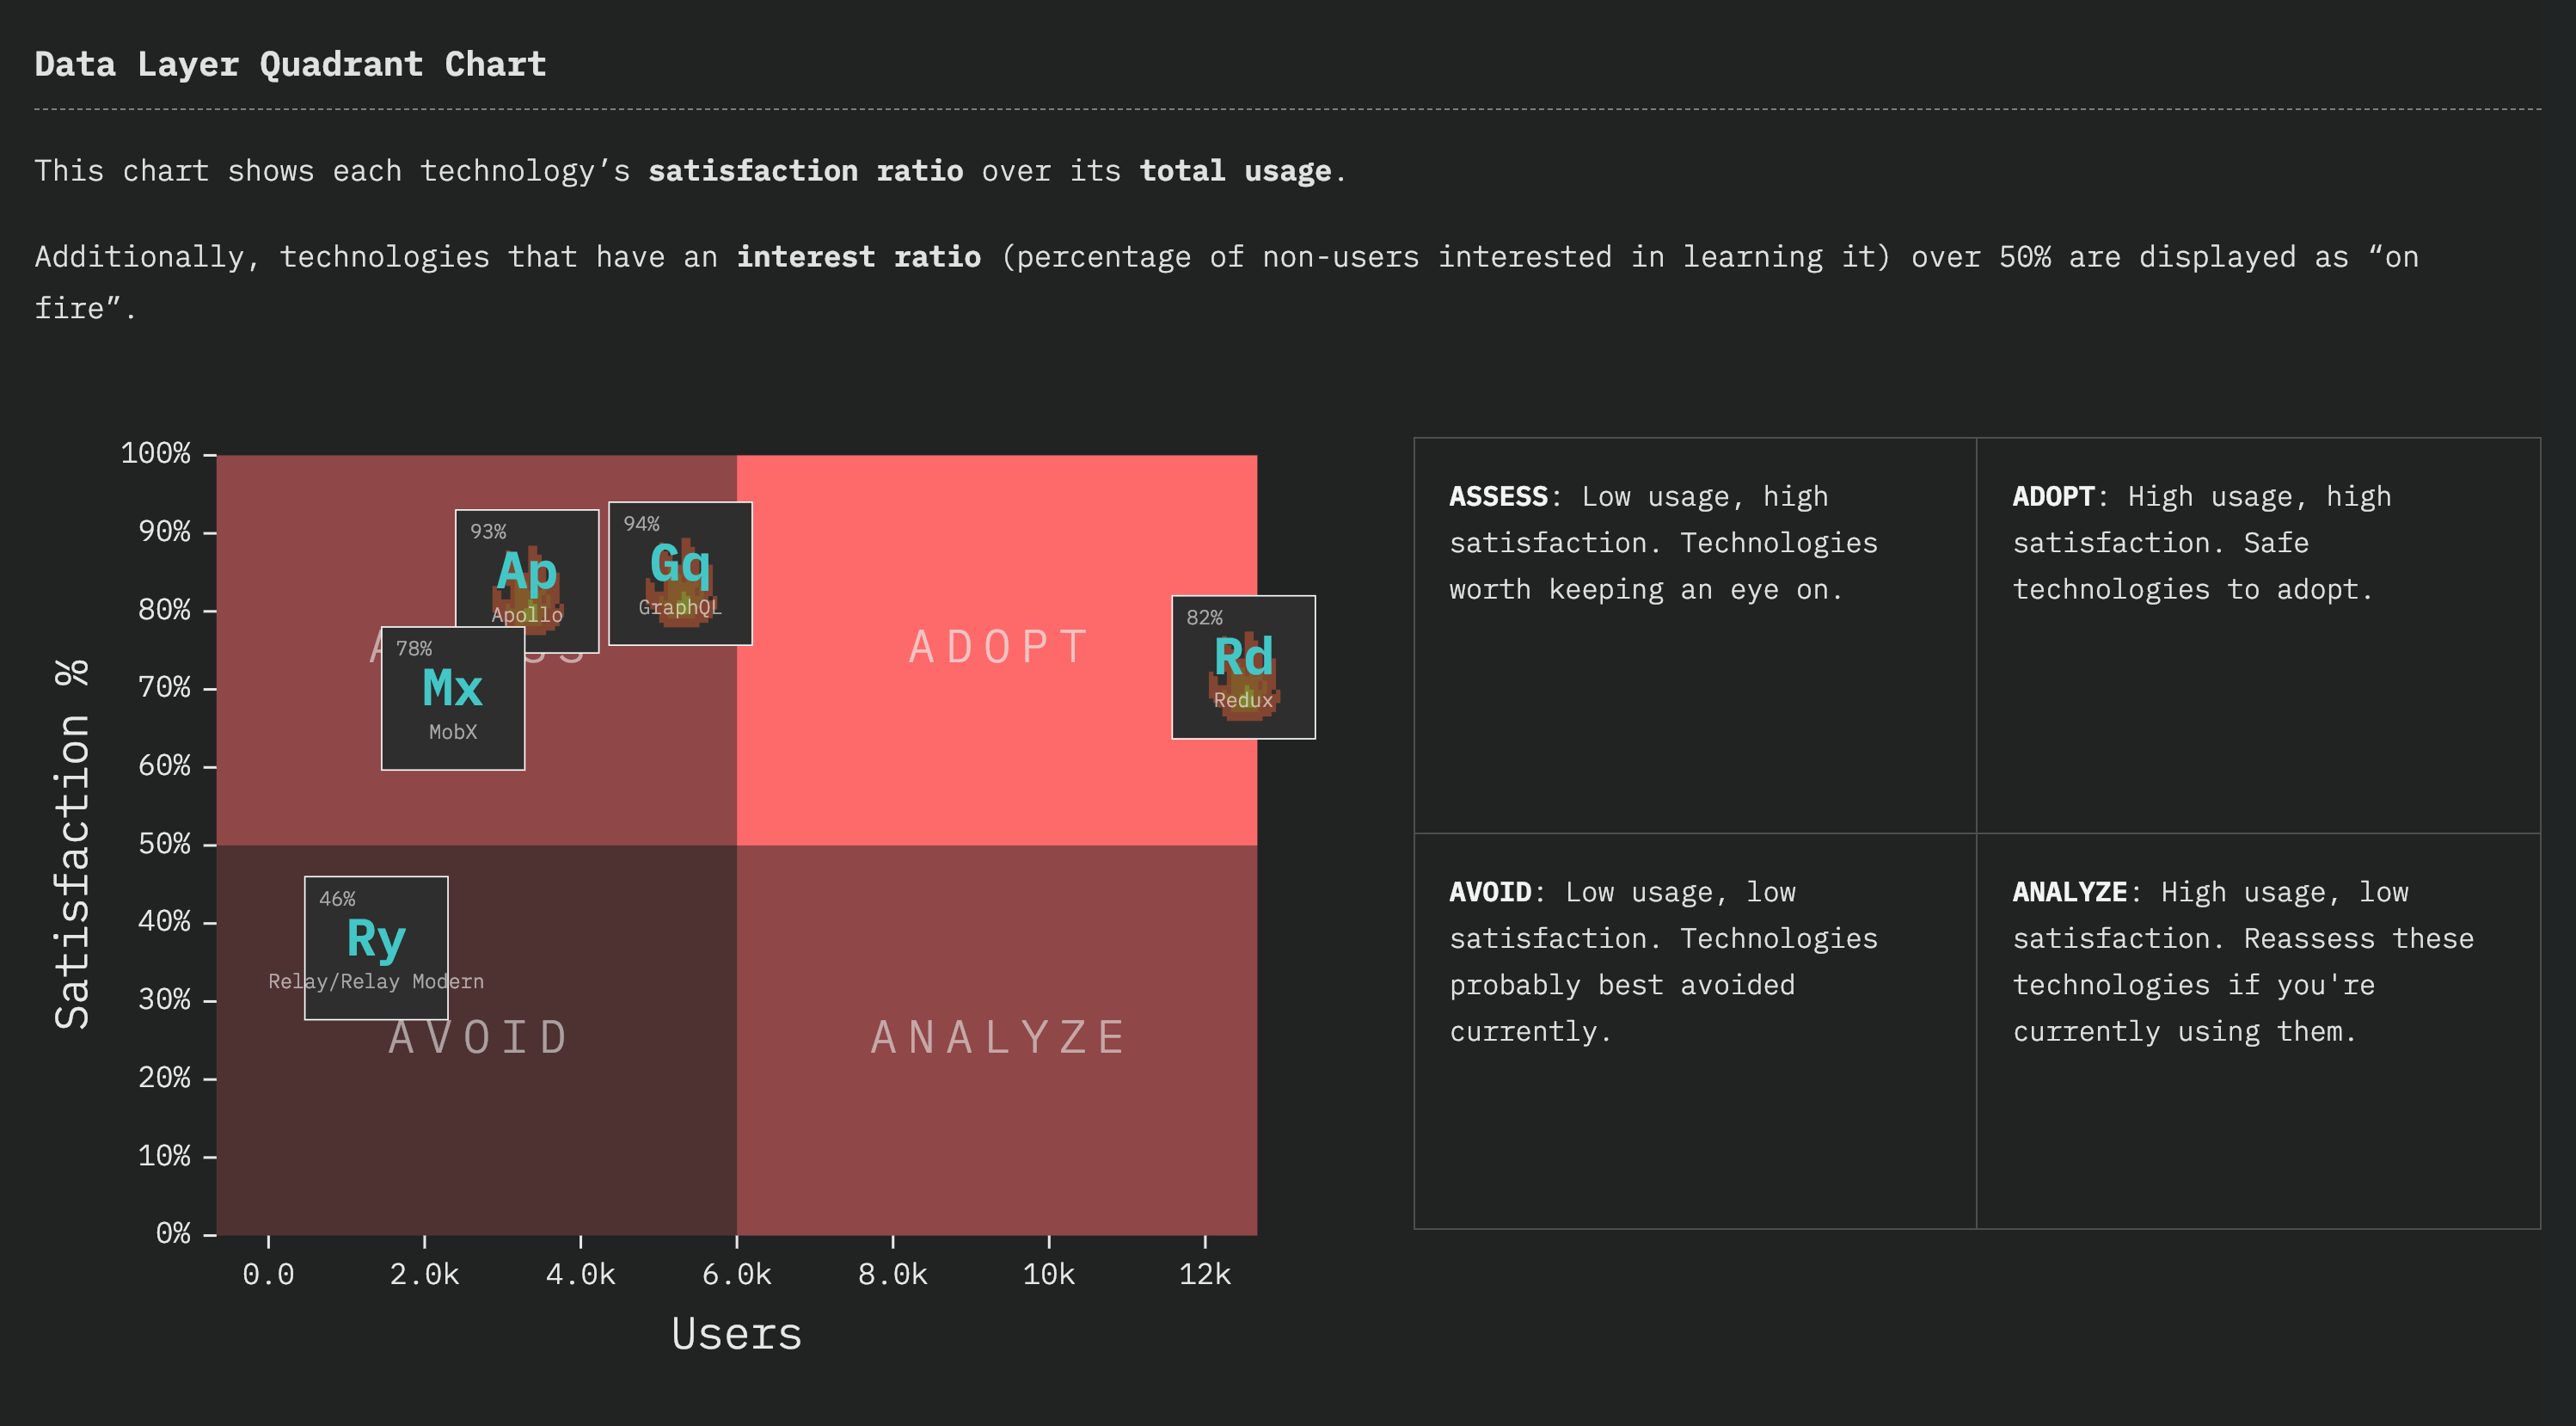 Data Layer Quadrant Chart
This chart shows each technology’s satisfaction ratio over its total usage.
Additionally, technologies that have an interest ratio (percentage of non-users interested in learning it) over 50% are displayed as “on
fire”.
Satisfaction %
100%
90%
80%
70%
60%
50%
40%
30%
20%
10%
0%
93%
Ap
Apollo
94%
Gq
GraphQL
78%
Mx
MobX
ADOPT
82%
Rd
Redux
46%
Ry
Relay/Relay Modern
AVOID
ANALYZE
0.0
2.0k
4.0k
6.0k
8.0k
10k
12k
Users
ASSESS: Low usage, high
satisfaction. Technologies
worth keeping an eye on.
ADOPT: High usage, high
satisfaction. Safe
technologies to adopt.
AVOID: Low usage, low
satisfaction. Technologies
probably best avoided
currently.
ANALYZE: High usage, low
satisfaction. Reassess these
technologies if you're
currently using them.